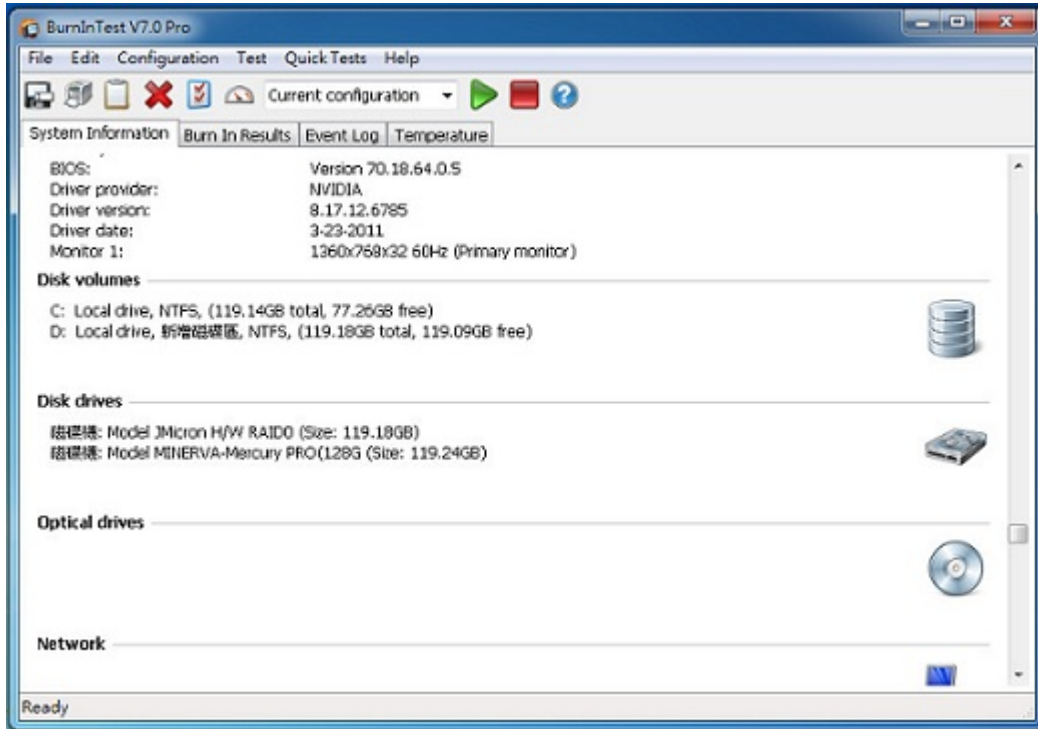 BurnInTest V7.0 Pro
File Edit Configuration Test Quick Tests Help
Current configuration
System Information Burn In Results Event Log Temperature
BIOS: Version 70.18.64.0.5
Driver provider: NVIDIA
Driver version: 8.17.12.6785
Driver date: 3-23-2011
Monitor 1: 1360x768x32 60Hz (Primary monitor)
Disk volumes
C: Local drive, NTFS, (119.14GB total, 77.26GB free)
D: Local drive, 新增磁碟區, NTFS, (119.18GB total, 119.09GB free)
Disk drives
磁碟機: Model JMicron H/W RAID0 (Size: 119.18GB)
磁碟機: Model MINERVA-Mercury PRO(128G (Size: 119.24GB)
Optical drives
Network
Ready